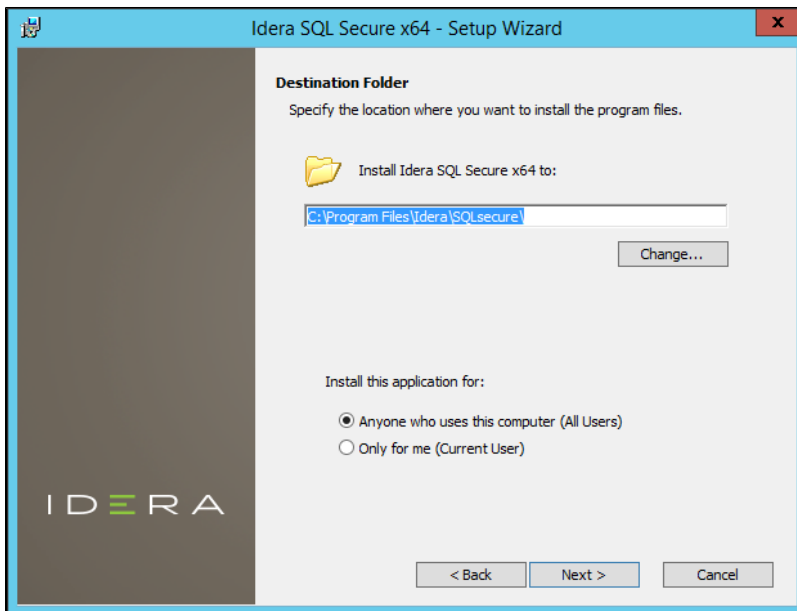 Idera SQL Secure x64 - Setup Wizard
x
Destination Folder
Specify the location where you want to install the program files.
Install Idera SQL Secure x64 to:
C:\Program Files\Idera\SQLsecure\
Change...
Install this application for:
Anyone who uses this computer (All Users)
Only for me (Current User)
IDERA
< Back
Next >
Cancel